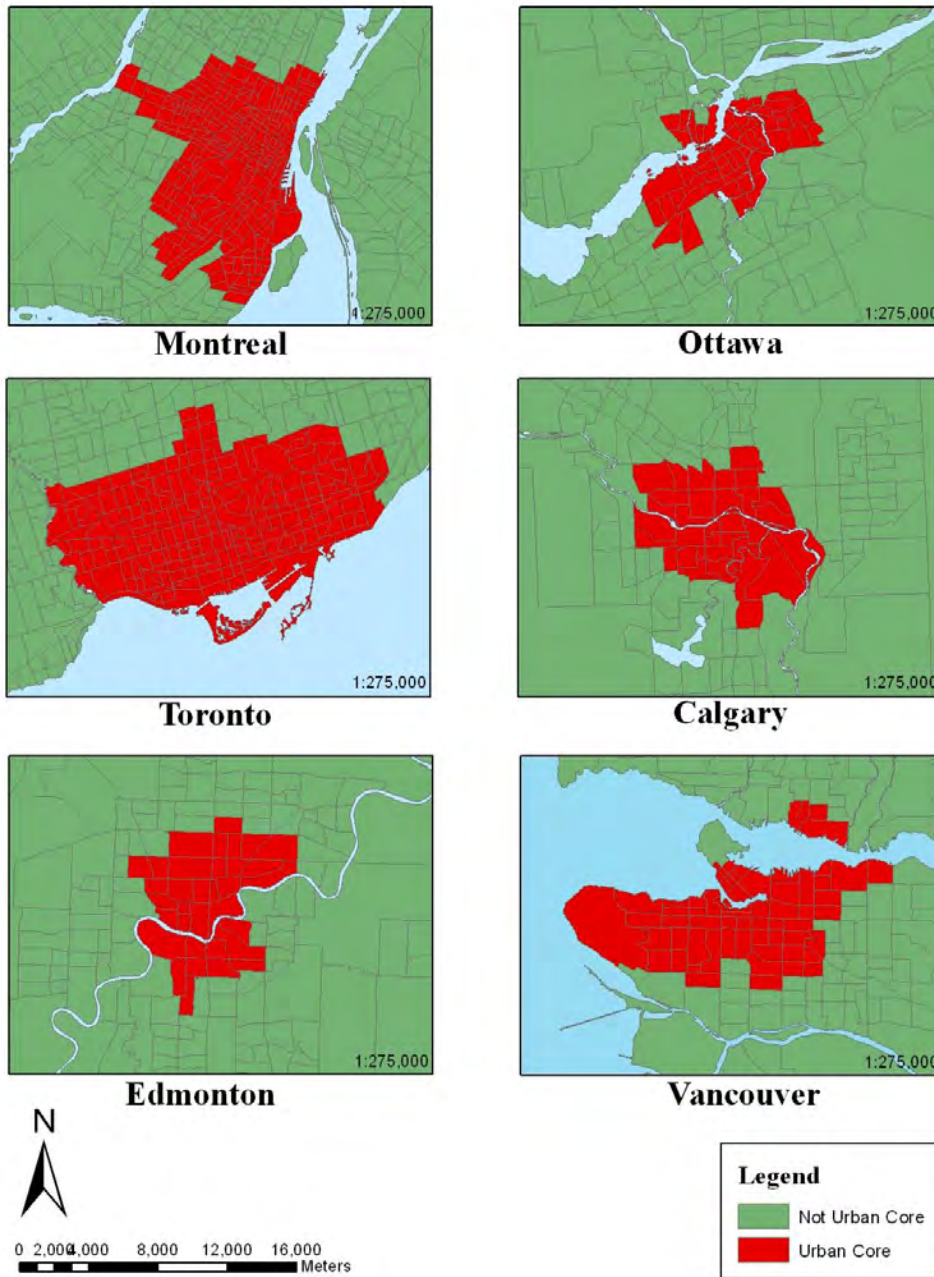 1:275,000
1:275,000
Montreal
Ottawa
1:275,000
1:275,000
Toronto
Calgary
1:275,000
1:275,000
Edmonton
Vancouver
N
0 2,000 4,000 8,000 12,000 16,000
Meters
Legend
Not Urban Core
Urban Core